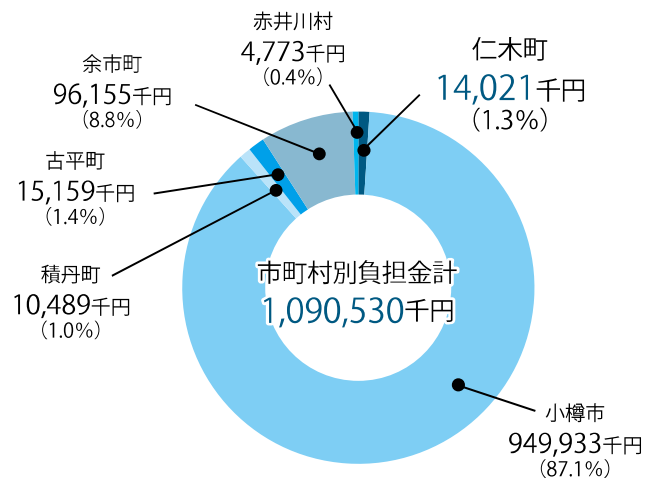 赤井川村
4,773千円
（0.4%）
仁木町
14,021千円
（1.3%）
余市町
96,155千円
（8.8%）
古平町
15,159千円
（1.4%）
積丹町
10,489千円
（1.0%）
市町村別負担金計
1,090,530千円
小樽市
949,933千円
（87.1%）